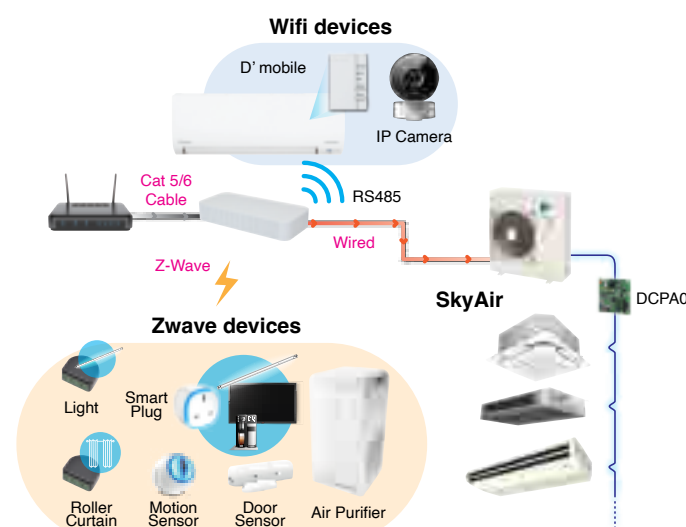 Wifi devices
D' mobile
IP Camera
Cat 5/6
Cable
RS485
Wired
Z-Wave
SkyAir
DCPA0
Zwave devices
Light
Smart
Plug
Roller
Curtain
Motion
Sensor
Door
Sensor
Air Purifier